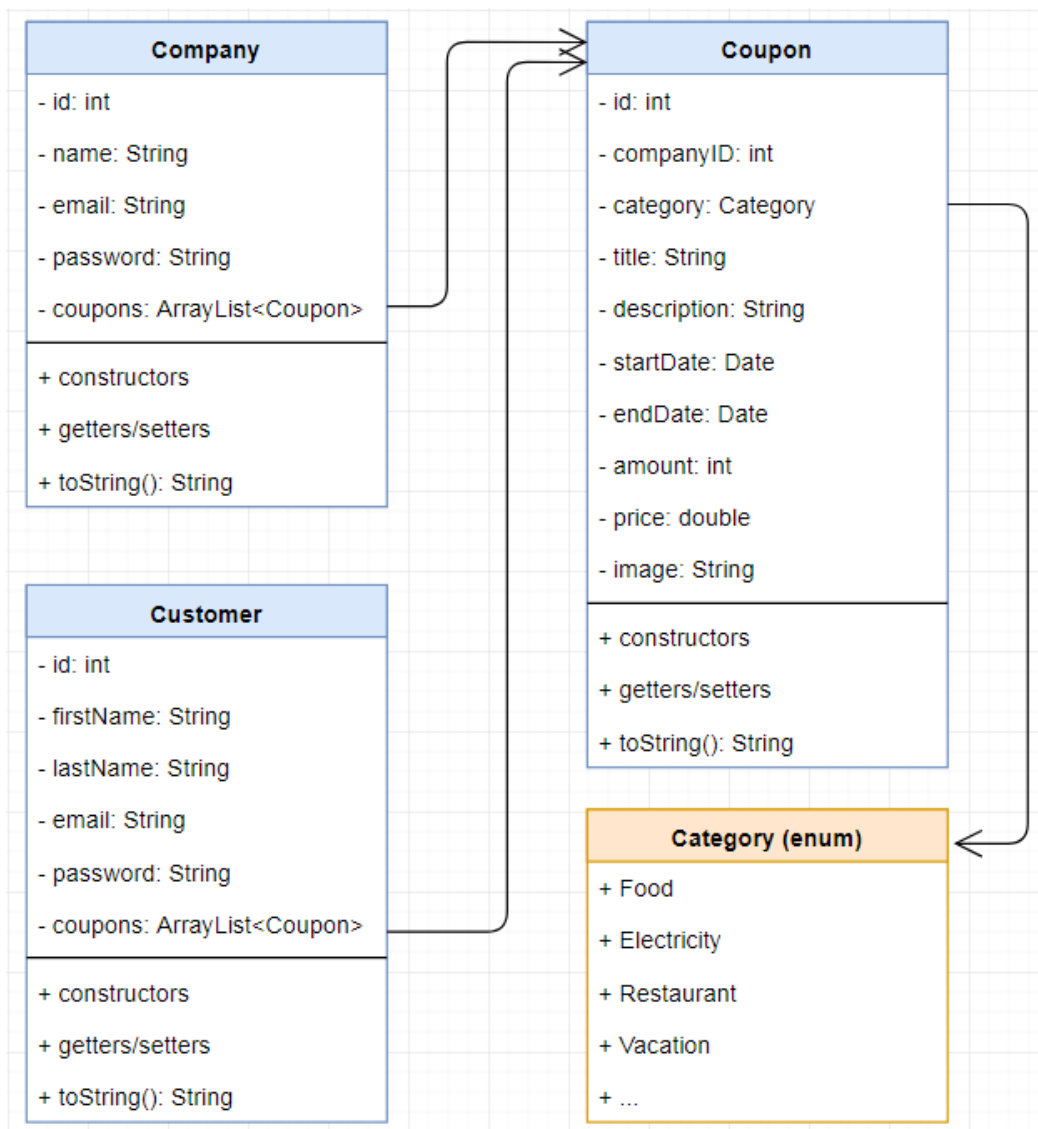 Company
- id: int
- name: String
- email: String
- password: String
- coupons: ArrayList<Coupon>
+ constructors
+ getters/setters
+ toString(): String
Customer
- id: int
- firstName: String
- lastName: String
- email: String
- password: String
- coupons: ArrayList<Coupon>
+ constructors
+ getters/setters
+ toString(): String
Coupon
- id: int
- companyID: int
- category: Category
- title: String
- description: String
- startDate: Date
- endDate: Date
- amount: int
- price: double
- image: String
+ constructors
+ getters/setters
+ toString(): String
Category (enum)
+ Food
+ Electricity
+ Restaurant
+ Vacation
+ ...